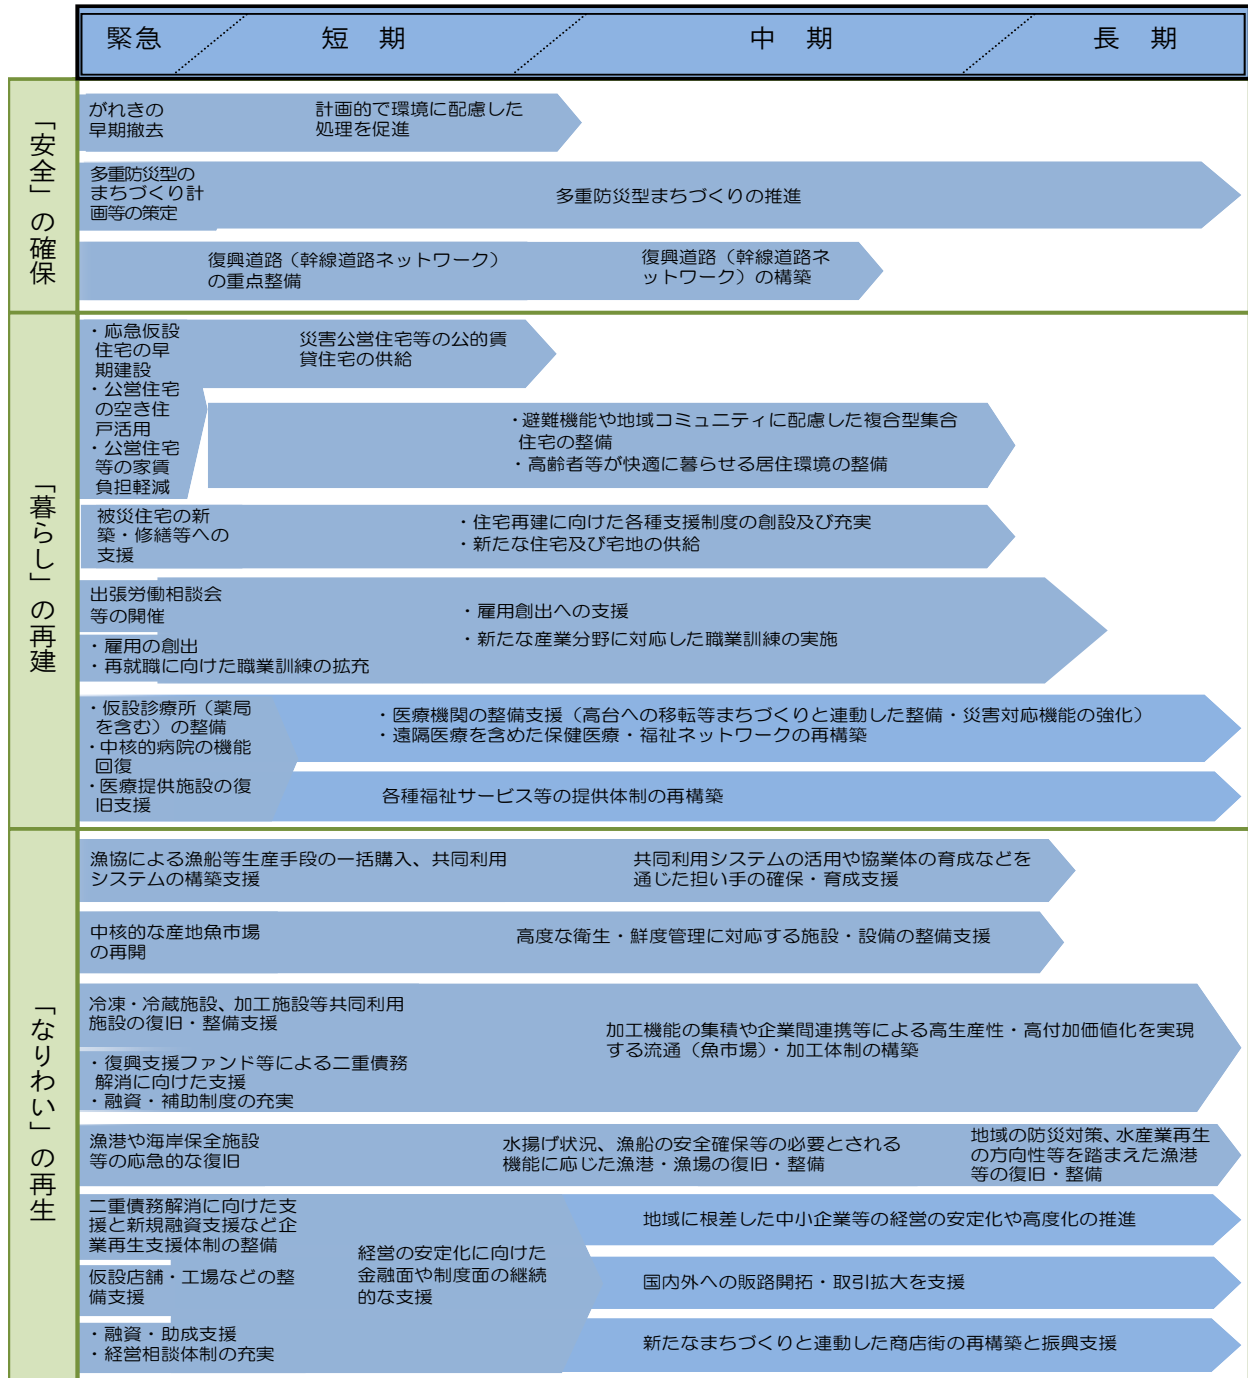 緊急
短　期
中　期
長　期
「安全」の確保
がれきの
早期撤去
計画的で環境に配慮した
処理を促進
多重防災型の
まちづくり計
画等の策定
多重防災型まちづくりの推進
復興道路（幹線道路ネットワーク）
の重点整備
復興道路（幹線道路ネ
ットワーク）の構築
「暮らし」の再建
・応急仮設
住宅の早
期建設
・公営住宅
の空き住
戸活用
・公営住宅
等の家賃
負担軽減
災害公営住宅等の公的賃
貸住宅の供給
・避難機能や地域コミュニティに配慮した複合型集合
住宅の整備
・高齢者等が快適に暮らせる居住環境の整備
被災住宅の新
築・修繕等への
支援
・住宅再建に向けた各種支援制度の創設及び充実
・新たな住宅及び宅地の供給
出張労働相談会
等の開催
・雇用の創出
・再就職に向けた職業訓練の拡充
・雇用創出への支援
・新たな産業分野に対応した職業訓練の実施
・仮設診療所（薬局
を含む）の整備
・中核的病院の機能
回復
・医療提供施設の復
旧支援
・医療機関の整備支援（高台への移転等まちづくりと連動した整備・災害対応機能の強化）
・遠隔医療を含めた保健医療・福祉ネットワークの再構築
各種福祉サービス等の提供体制の再構築
「なりわい」の再生
漁協による漁船等生産手段の一括購入、共同利用
システムの構築支援
共同利用システムの活用や協業体の育成などを
通じた担い手の確保・育成支援
中核的な産地魚市場
の再開
高度な衛生・鮮度管理に対応する施設・設備の整備支援
冷凍・冷蔵施設、加工施設等共同利用
施設の復旧・整備支援
・復興支援ファンド等による二重債務
解消に向けた支援
・融資・補助制度の充実
加工機能の集積や企業間連携等による高生産性・高付加価値化を実現
する流通（魚市場）・加工体制の構築
漁港や海岸保全施設
等の応急的な復旧
水揚げ状況、漁船の安全確保等の必要とされる
機能に応じた漁港・漁場の復旧・整備
地域の防災対策、水産業再生
の方向性等を踏まえた漁港
等の復旧・整備
二重債務解消に向けた支
援と新規融資支援など企
業再生支援体制の整備
仮設店舗・工場などの整
備支援
・融資・助成支援
・経営相談体制の充実
経営の安定化に向けた
金融面や制度面の継続
的な支援
地域に根差した中小企業等の経営の安定化や高度化の推進
国内外への販路開拓・取引拡大を支援
新たなまちづくりと連動した商店街の再構築と振興支援